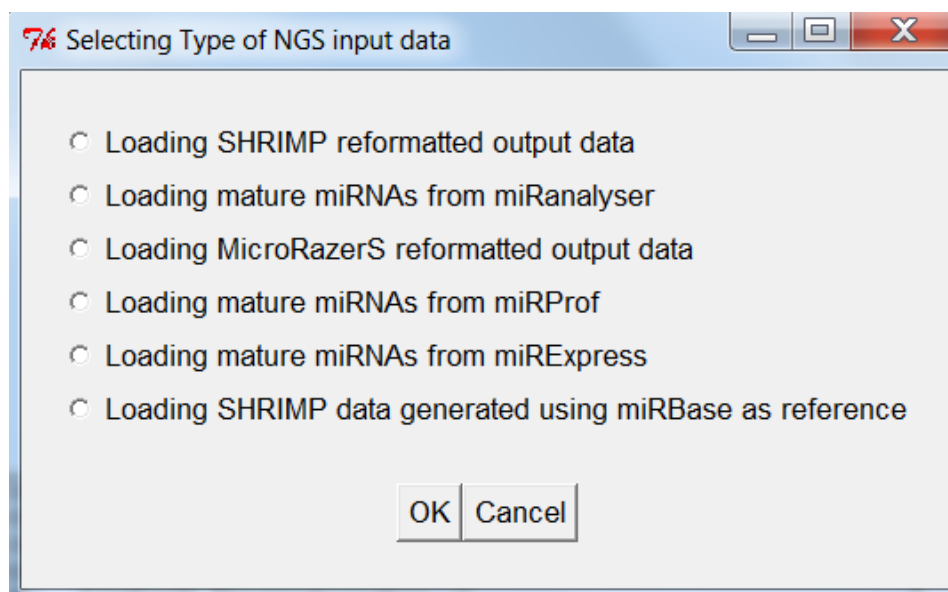 Selecting Type of NGS input data
Loading SHRIMP reformatted output data
Loading mature miRNAs from miRanalyser
Loading MicroRazerS reformatted output data
Loading mature miRNAs from miRProf
Loading mature miRNAs from miRExpress
Loading SHRIMP data generated using miRBase as reference
OK Cancel